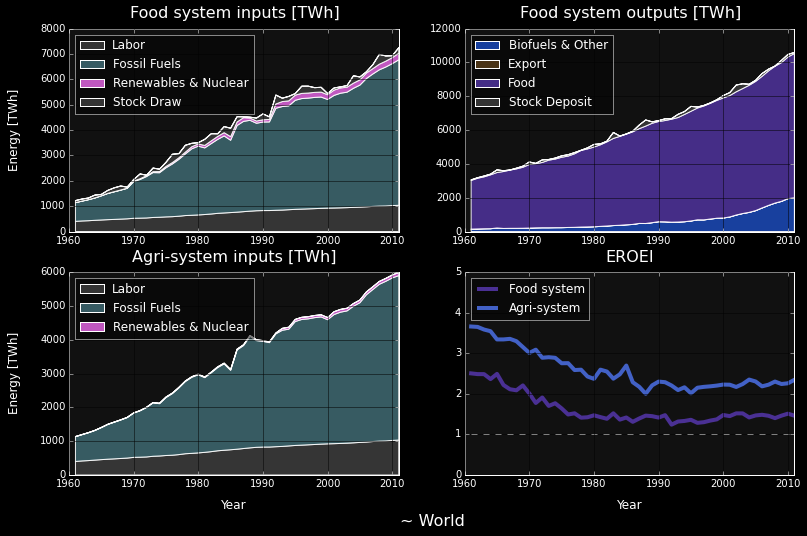 Food system inputs [TWh]
Food system outputs [TWh]
8000
7000
6000
5000
4000
3000
2000
1000
0
Energy [TWh]
Labor
Fossil Fuels
Renewables & Nuclear
Stock Draw
1960 1970 1980 1990 2000 2010
12000
10000
8000
6000
4000
2000
0
Biofuels & Other
Export
Food
Stock Deposit
1960 1970 1980 1990 2000 2010
Agri-system inputs [TWh]
EROEI
6000
5000
4000
3000
2000
1000
0
Energy [TWh]
Labor
Fossil Fuels
Renewables & Nuclear
1960 1970 1980 1990 2000 2010
Year
5
4
3
2
1
0
Food system
Agri-system
1960 1970 1980 1990 2000 2010
Year
~ World